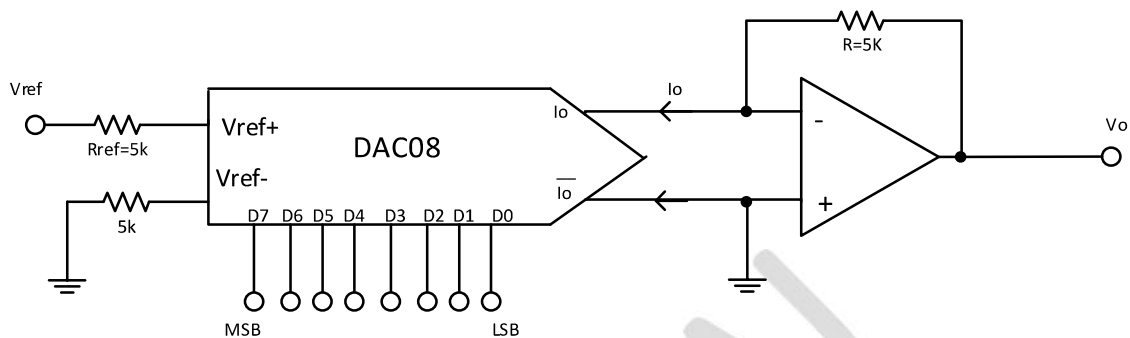 R=5K
Vref
Io
Io
Vo
Vref+
DAC08
-
Rref=5k
Vref-
Io
+
5k
D7 D6 D5 D4 D3 D2 D1 D0
MSB
LSB